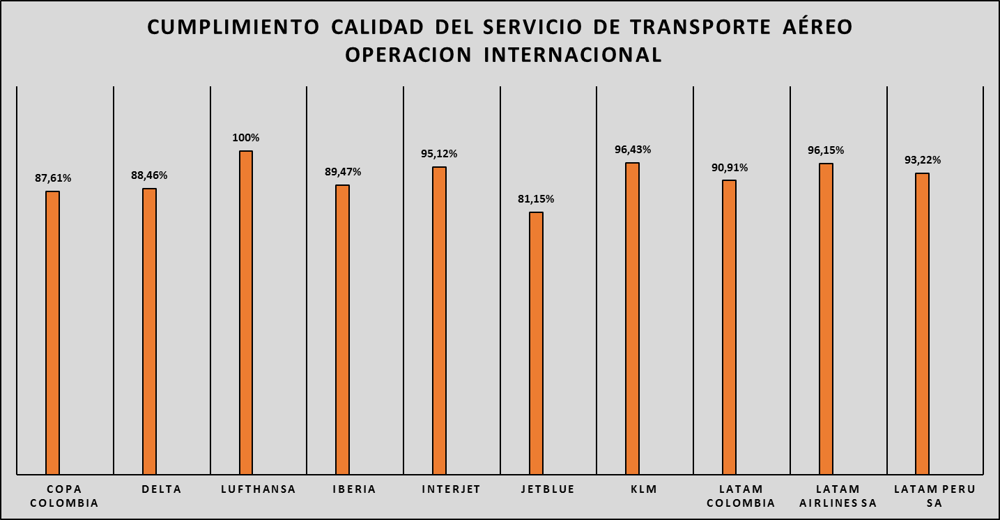 CUMPLIMIENTO CALIDAD DEL SERVICIO DE TRANSPORTE AÉREO
OPERACION INTERNACIONAL
87,61%
88,46%
100%
89,47%
95,12%
81,15%
96,43%
90,91%
96,15%
93,22%
COPA
COLOMBIA
DELTA
LUFTHANSA
IBERIA
INTERJET
JETBLUE
KLM
LATAM
COLOMBIA
LATAM
AIRLINES SA
LATAM PERU
SA